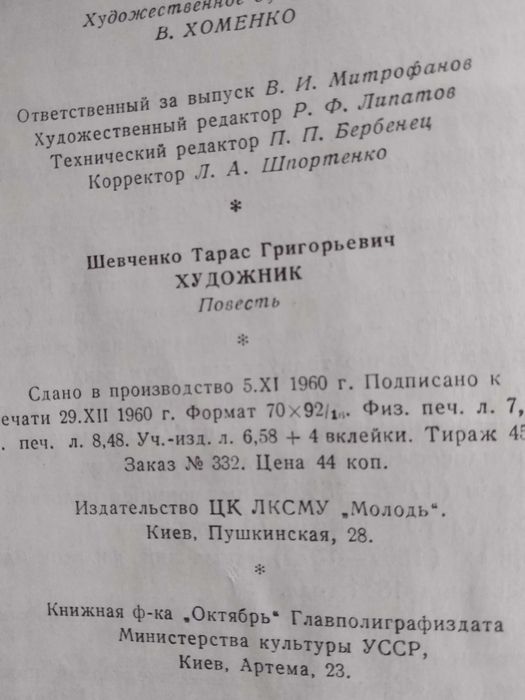 Художественное
В. ХОМЕНКО
Ответственный за выпуск В. И. Митрофанов
Художественный редактор Р. Ф. Липатов
Технический редактор П. П. Бербенец
Корректор Л. А. Шпортенко
*
Шевченко Тарас Григорьевич
ХУДОЖНИК
Повесть
*
Сдано в производство 5.XI 1960 г. Подписано к
ечати 29.XII 1960 г. Формат 70×92/16. Физ. печ. л. 7,
. печ. л. 8,48. Уч.-изд. л. 6,58 + 4 вклейки. Тираж 45
Заказ № 332. Цена 44 коп.
Издательство ЦК ЛКСМУ „Молодь“.
Киев, Пушкинская, 28.
*
Книжная ф-ка „Октябрь“ Главполиграфиздата
Министерства культуры УССР,
Киев, Артема, 23.